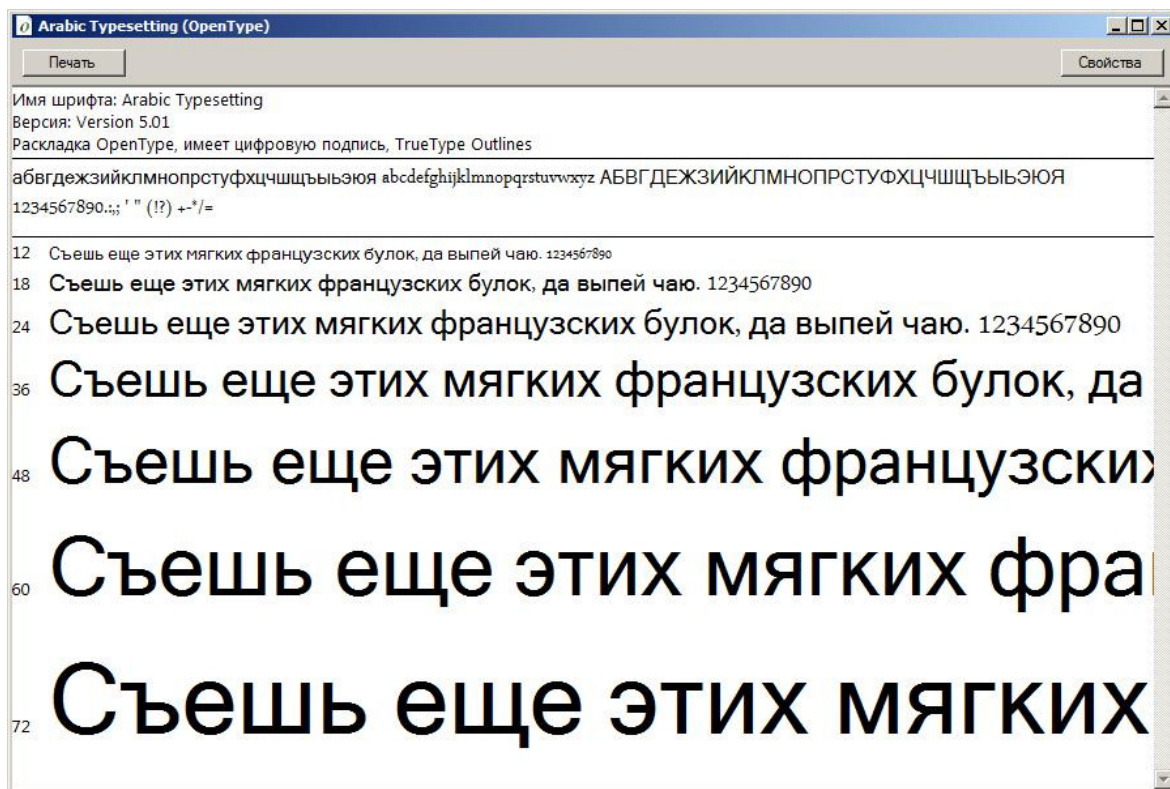 Arabic Typesetting (OpenType)
Печать
Свойства
Имя шрифта: Arabic Typesetting
Версия: Version 5.01
Раскладка OpenType, имеет цифровую подпись, TrueType Outlines
абвгдежзийклмнопрстуфхцчшщъыьэюя abcdefghijklmnopqrstuvwxyz АБВГДЕЖЗИЙКЛМНОПРСТУФХЦЧШЩЪЫЬЭЮЯ
1234567890.:,; ' " (!?) +-*/=
12 Съешь еще этих мягких французских булок, да выпей чаю. 1234567890
18 Съешь еще этих мягких французских булок, да выпей чаю. 1234567890
24 Съешь еще этих мягких французских булок, да выпей чаю. 1234567890
36 Съешь еще этих мягких французских булок, да
48 Съешь еще этих мягких французских
60 Съешь еще этих мягких фра
72 Съешь еще этих мягких